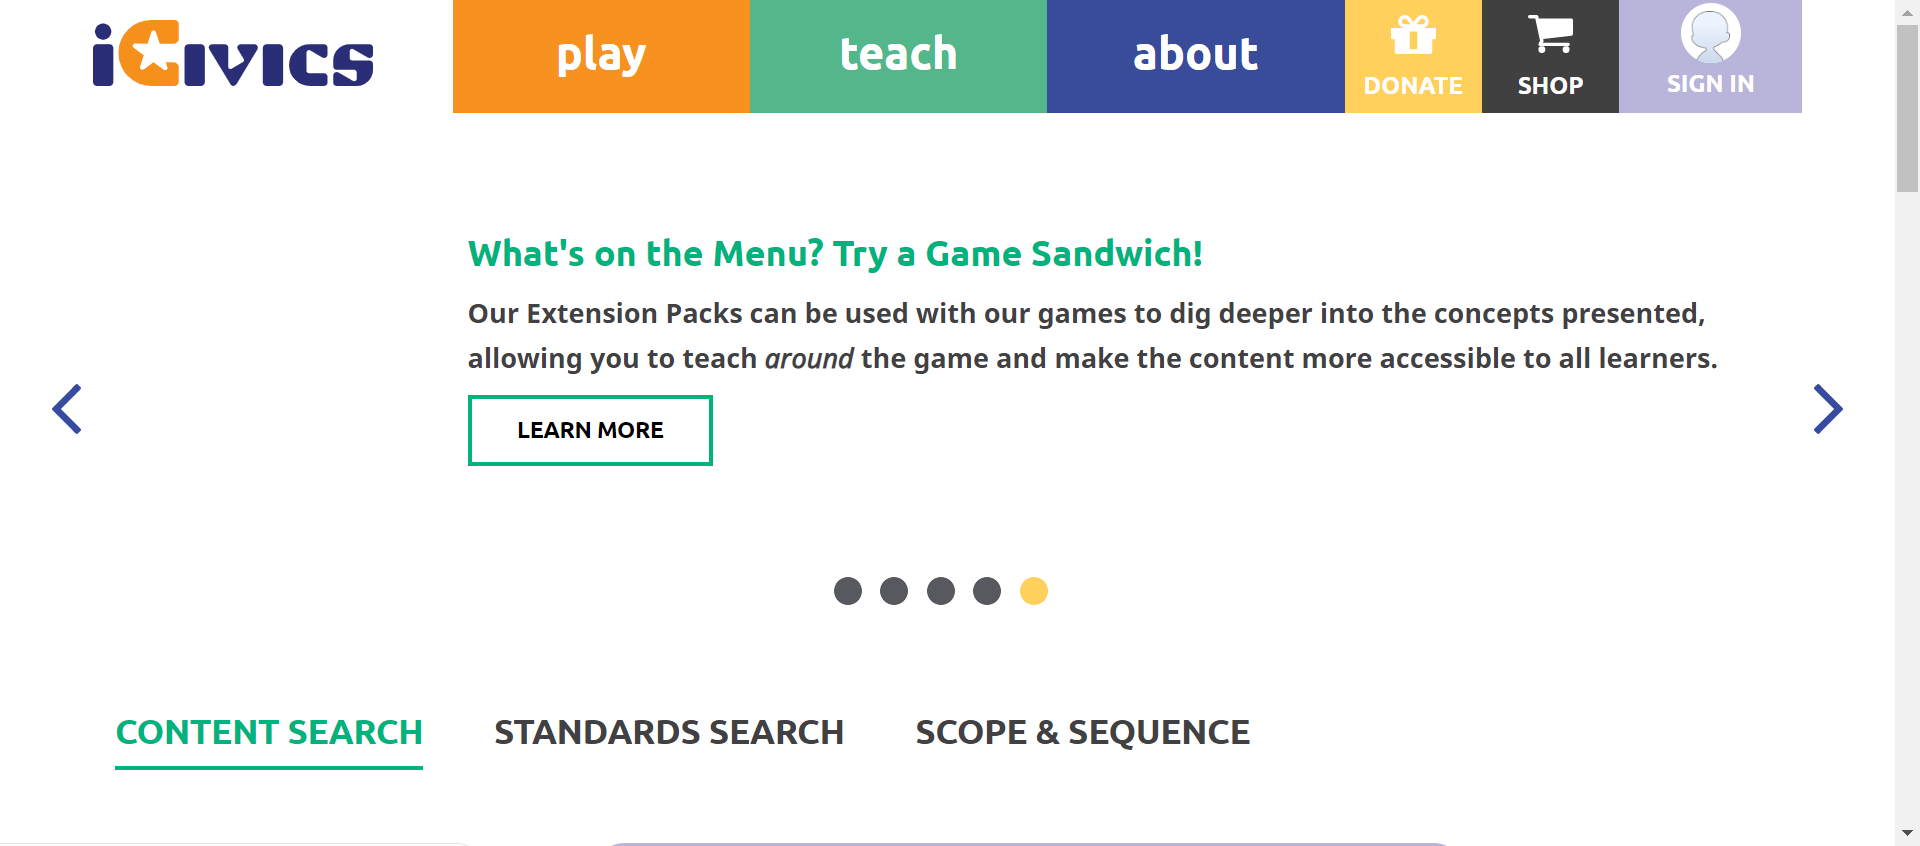 iCivics
play
teach
about
DONATE
SHOP
SIGN IN
What's on the Menu? Try a Game Sandwich!
Our Extension Packs can be used with our games to dig deeper into the concepts presented,
allowing you to teach around the game and make the content more accessible to all learners.
LEARN MORE
CONTENT SEARCH
STANDARDS SEARCH
SCOPE & SEQUENCE